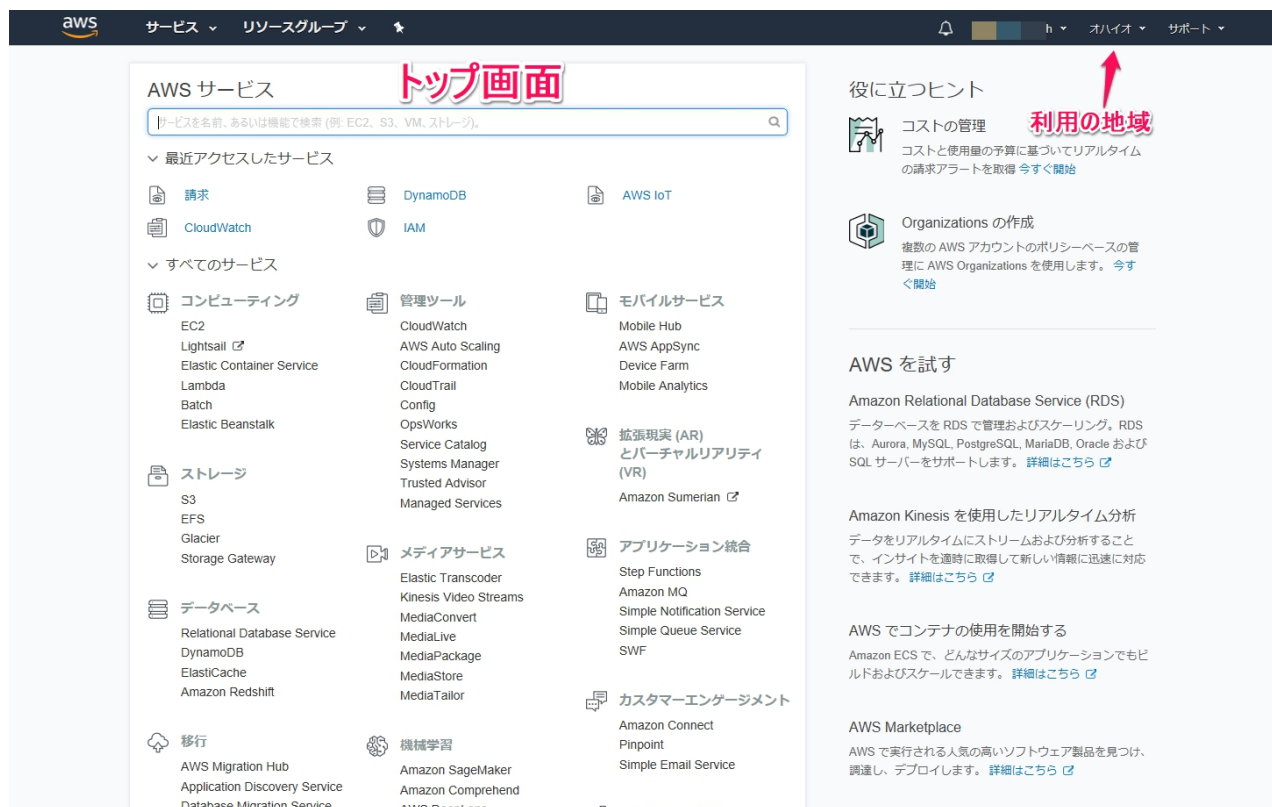 aws
サービス
リソースグループ
h
オハイオ
サポート
AWS サービス
トップ画面
サービスを名前、あるいは機能で検索 (例: EC2、S3、VM、ストレージ)。
最近アクセスしたサービス
請求
DynamoDB
AWS IoT
CloudWatch
IAM
すべてのサービス
コンピューティング
EC2
Lightsail
Elastic Container Service
Lambda
Batch
Elastic Beanstalk
ストレージ
S3
EFS
Glacier
Storage Gateway
データベース
Relational Database Service
DynamoDB
ElastiCache
Amazon Redshift
移行
AWS Migration Hub
Application Discovery Service
Database Migration Service
管理ツール
CloudWatch
AWS Auto Scaling
CloudFormation
CloudTrail
Config
OpsWorks
Service Catalog
Systems Manager
Trusted Advisor
Managed Services
メディアサービス
Elastic Transcoder
Kinesis Video Streams
MediaConvert
MediaLive
MediaPackage
MediaStore
MediaTailor
機械学習
Amazon SageMaker
Amazon Comprehend
モバイルサービス
Mobile Hub
AWS AppSync
Device Farm
Mobile Analytics
拡張現実 (AR)
とバーチャルリアリティ
(VR)
Amazon Sumerian
アプリケーション統合
Step Functions
Amazon MQ
Simple Notification Service
Simple Queue Service
SWF
カスタマーエンゲージメント
Amazon Connect
Pinpoint
Simple Email Service
役に立つヒント
利用の地域
コストの管理
コストと使用量の予算に基づいてリアルタイム
の請求アラートを取得 今すぐ開始
Organizations の作成
複数の AWS アカウントのポリシーベースの管
理に AWS Organizations を使用します。 今す
ぐ開始
AWS を試す
Amazon Relational Database Service (RDS)
データーベースを RDS で管理およびスケーリング。RDS
は、Aurora, MySQL, PostgreSQL, MariaDB, Oracle および
SQL サーバーをサポートします。 詳細はこちら
Amazon Kinesis を使用したリアルタイム分析
データをリアルタイムにストリームおよび分析すること
で、インサイトを適時に取得して新しい情報に迅速に対応
できます。 詳細はこちら
AWS でコンテナの使用を開始する
Amazon ECS で、どんなサイズのアプリケーションでもビ
ルドおよびスケールできます。 詳細はこちら
AWS Marketplace
AWS で実行される人気の高いソフトウェア製品を見つけ、
調達し、デプロイします。 詳細はこちら